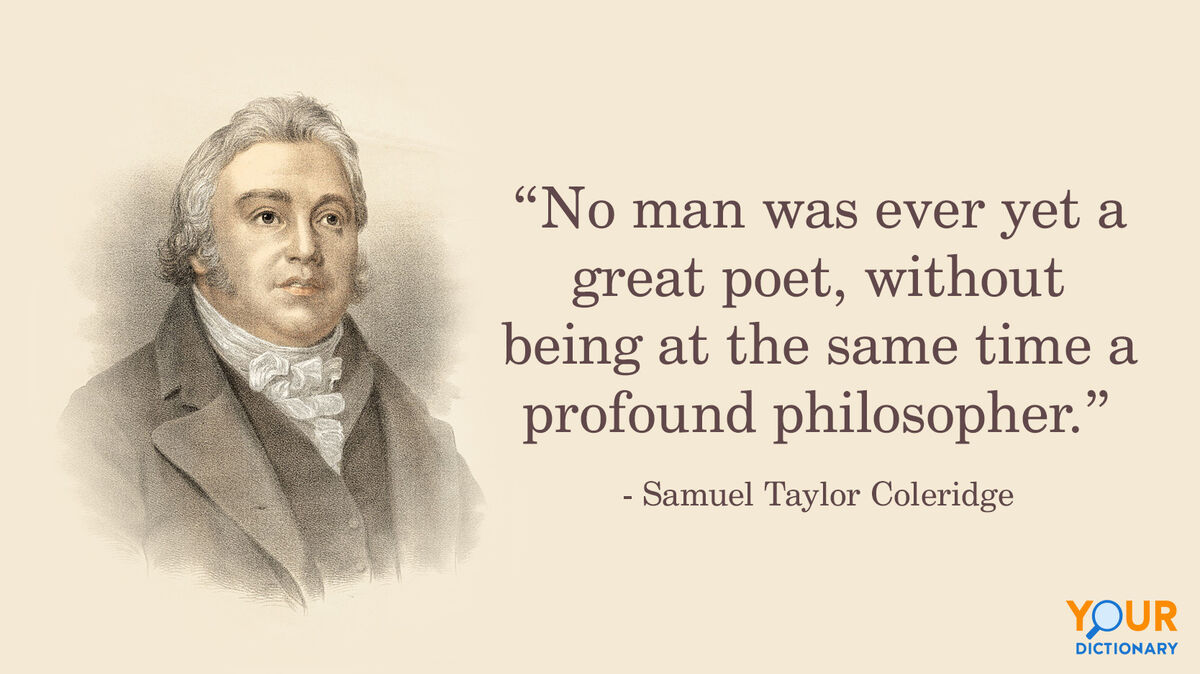 “No man was ever yet a
great poet, without
being at the same time a
profound philosopher.”
- Samuel Taylor Coleridge
YOUR
DICTIONARY